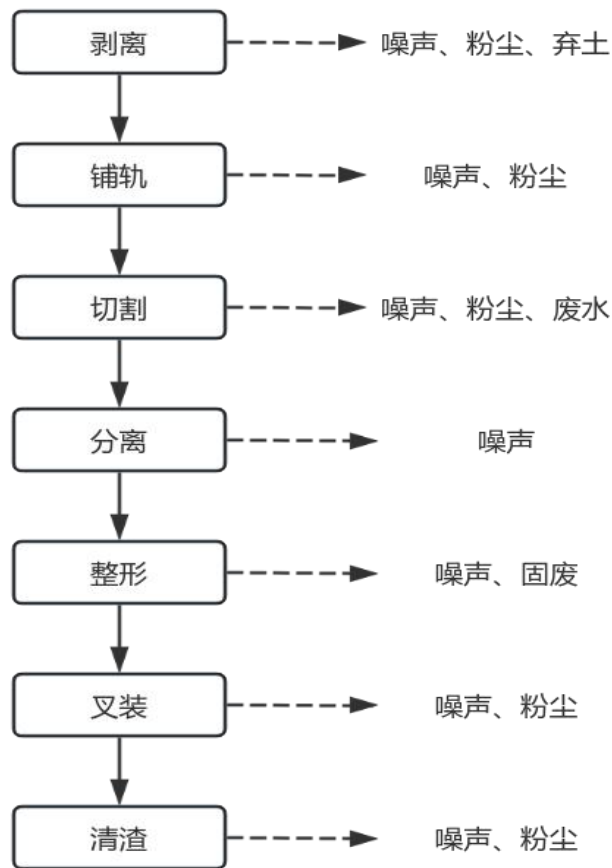 剥离 噪声、粉尘、弃土
铺轨 噪声、粉尘
切割 噪声、粉尘、废水
分离 噪声
整形 噪声、固废
叉装 噪声、粉尘
清渣 噪声、粉尘